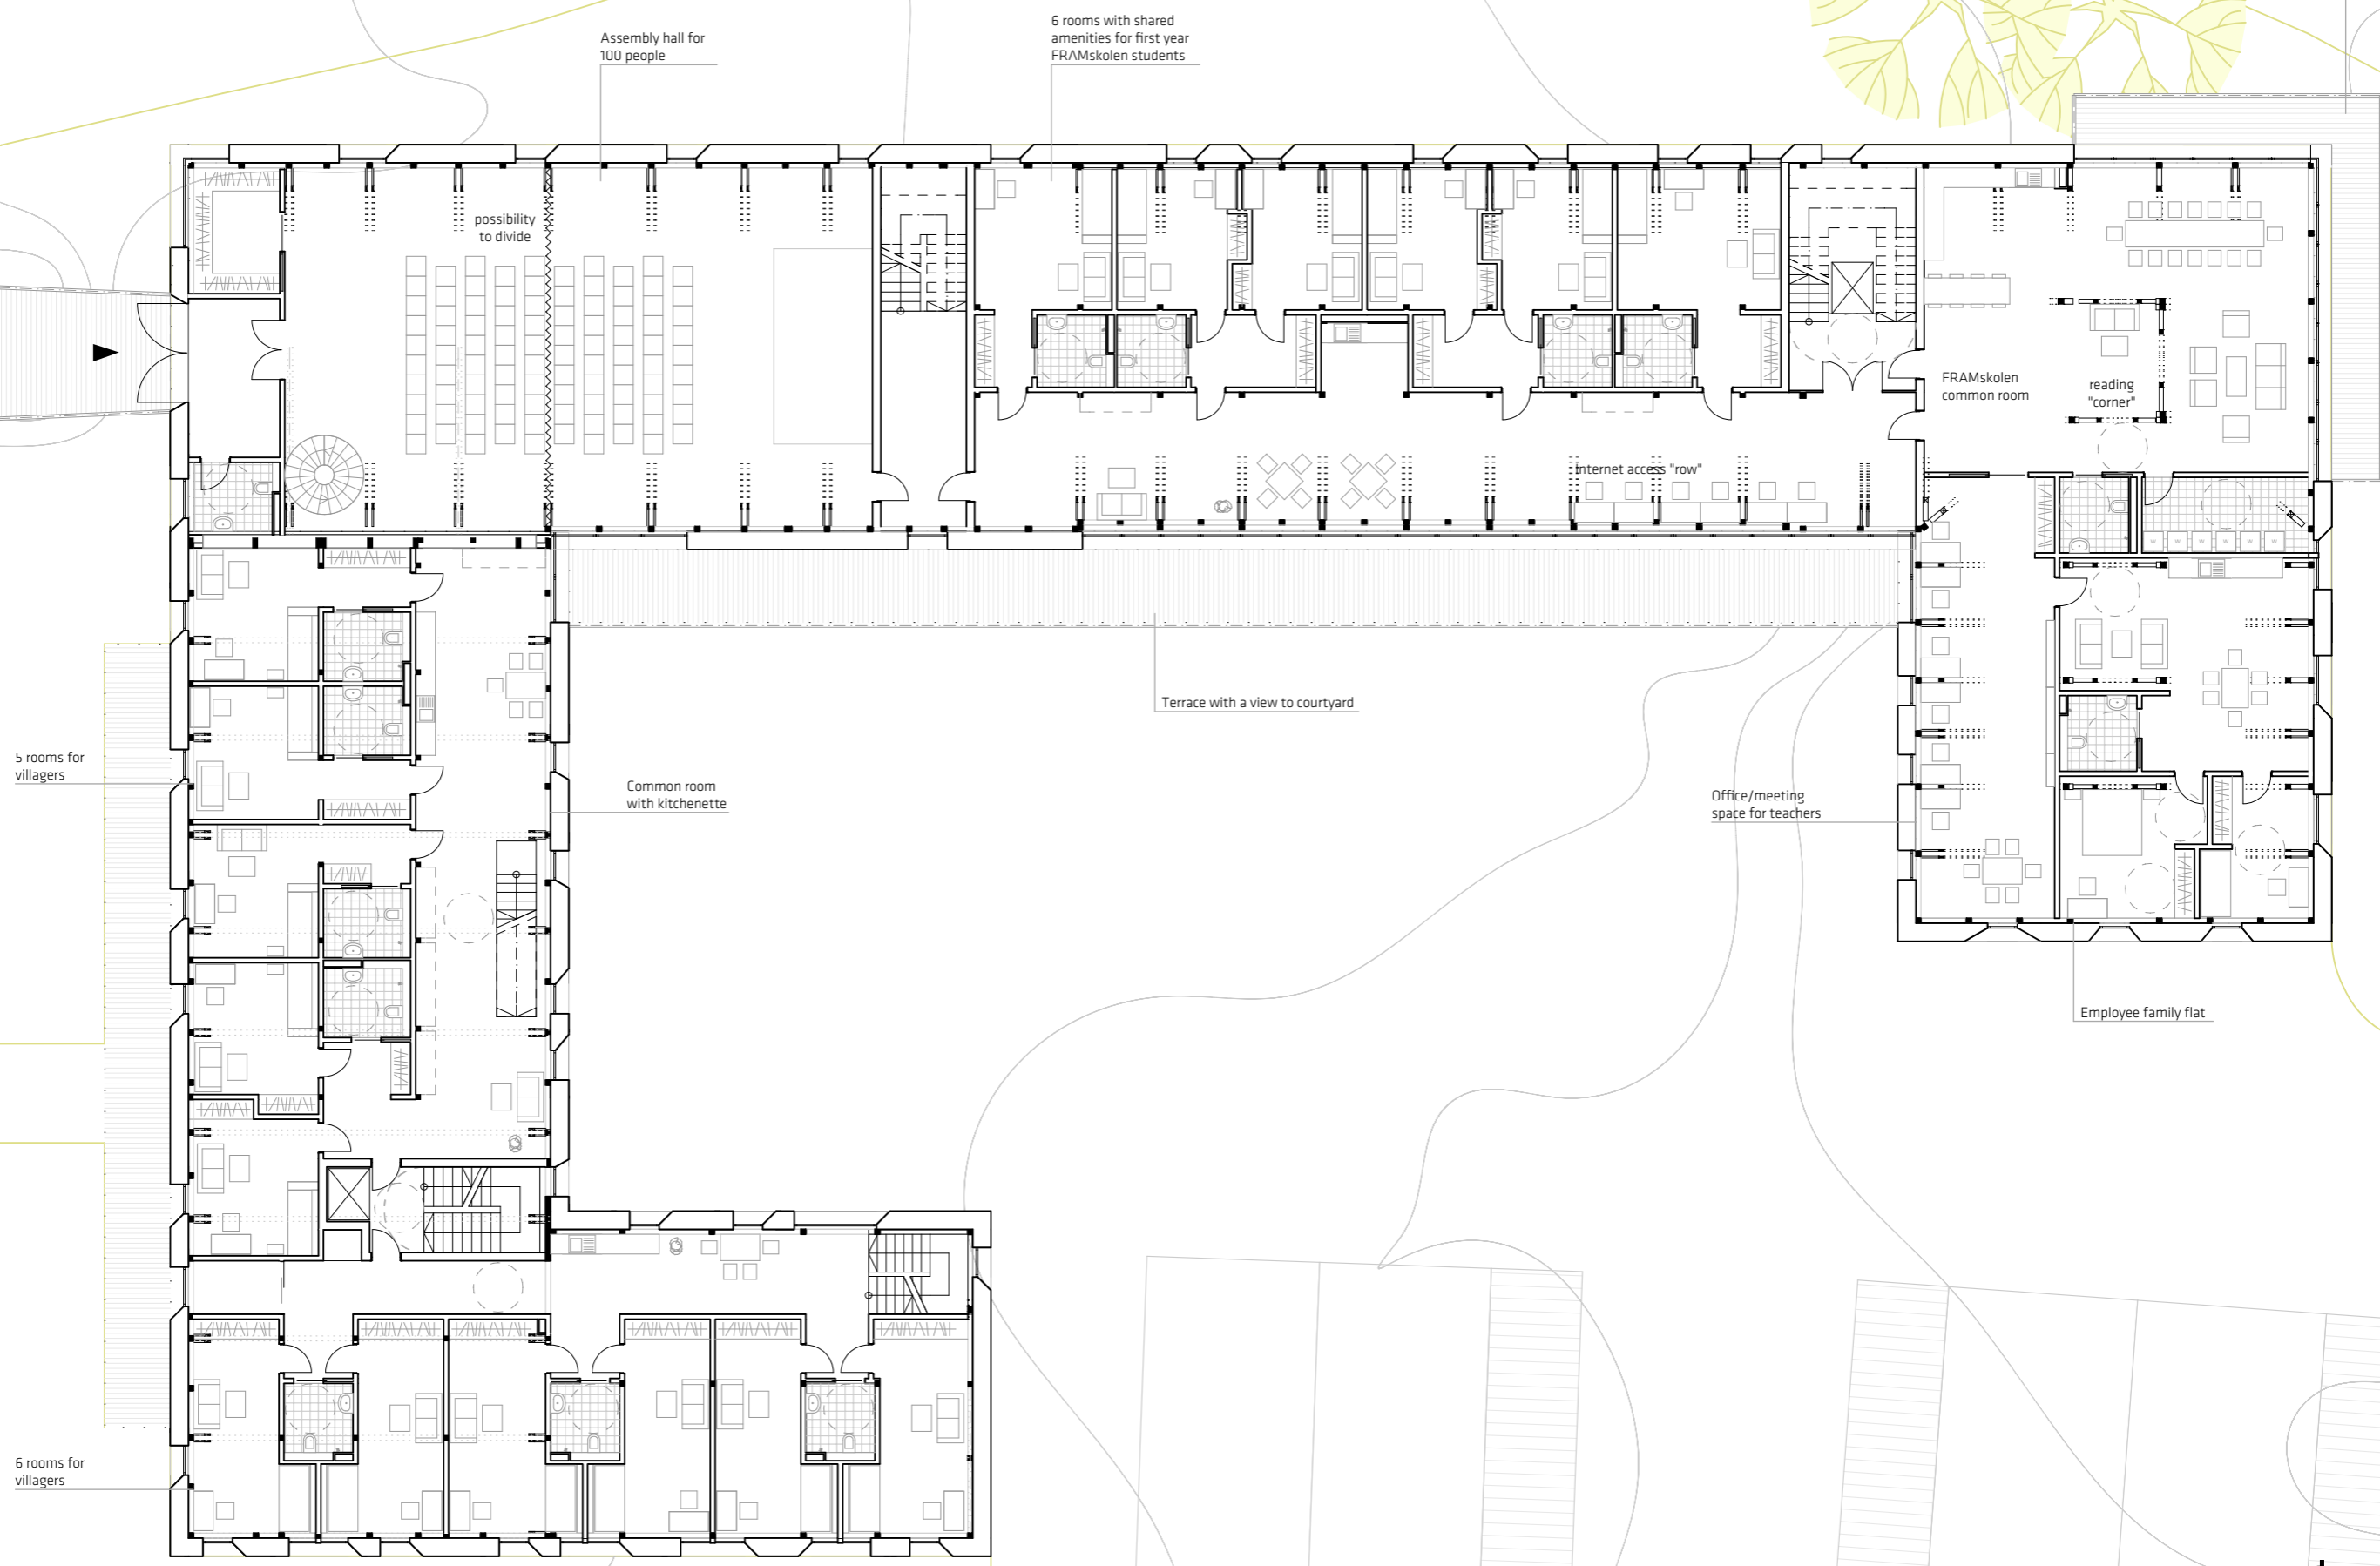 6 rooms with shared
amenities for first year
FRAMskolen students
Assembly hall for
100 people
possibility
to divide
FRAMskolen
common room
reading
"corner"
Internet access "row"
W W W W W W
Terrace with a view to courtyard
5 rooms for
villagers
Common room
with kitchenette
Office/meeting
space for teachers
Employee family flat
6 rooms for
villagers